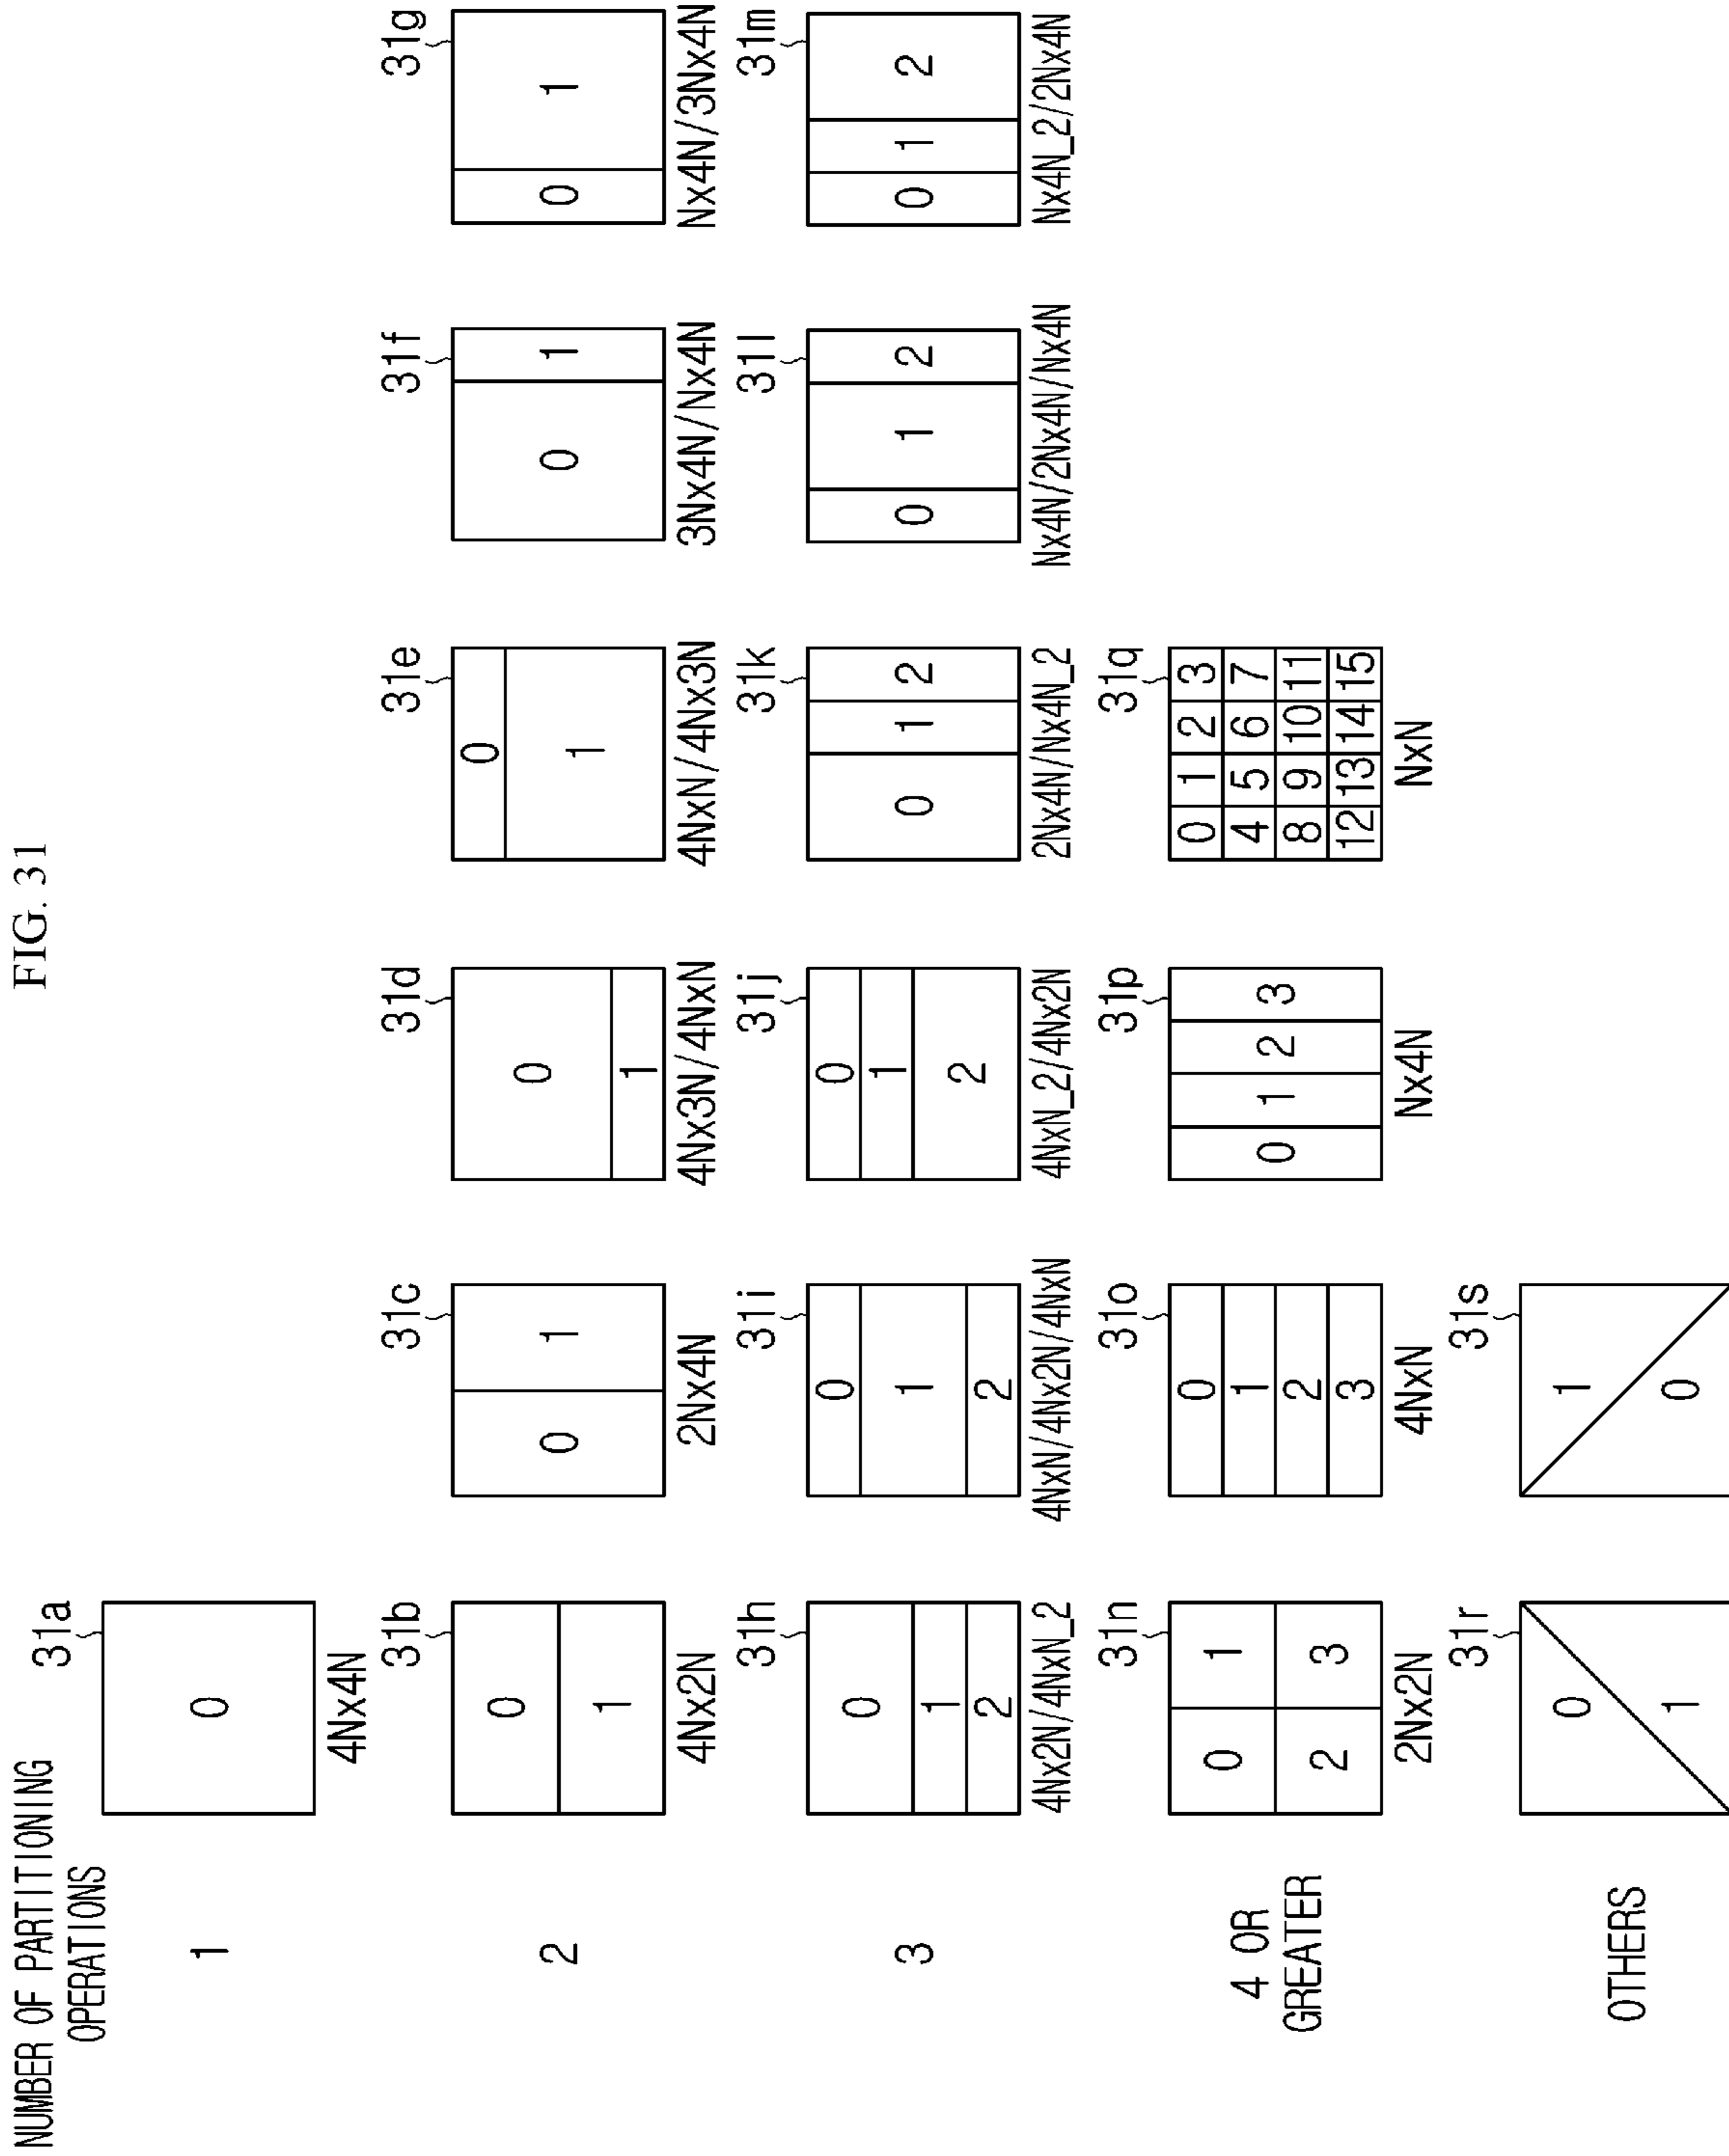 FIG. 31
NUMBER OF PARTITIONING
OPERATIONS
1
31a
0
4Nx4N
2
31b
0
1
4Nx2N
31c
0 1
2Nx4N
31d
0
1
4Nx3N/4NxN
31e
0
1
4NxN/4Nx3N
31f
0 1
3Nx4N/Nx4N
31g
0 1
Nx4N/3Nx4N
3
31h
0
1
2
4Nx2N/4NxN_2
31i
0
1
2
4NxN/4Nx2N/4NxN
31j
0
1
2
4NxN_2/4Nx2N
31k
0 1 2
2Nx4N/Nx4N_2
31l
0 1 2
Nx4N/2Nx4N/Nx4N
31m
0 1 2
Nx4N_2/2Nx4N
4 OR
GREATER
31n
0 1
2 3
2Nx2N
31o
0
1
2
3
4NxN
31p
0 1 2 3
Nx4N
31q
0 1 2 3
4 5 6 7
8 9 10 11
12 13 14 15
NxN
OTHERS
31r
0
1
31s
1
0